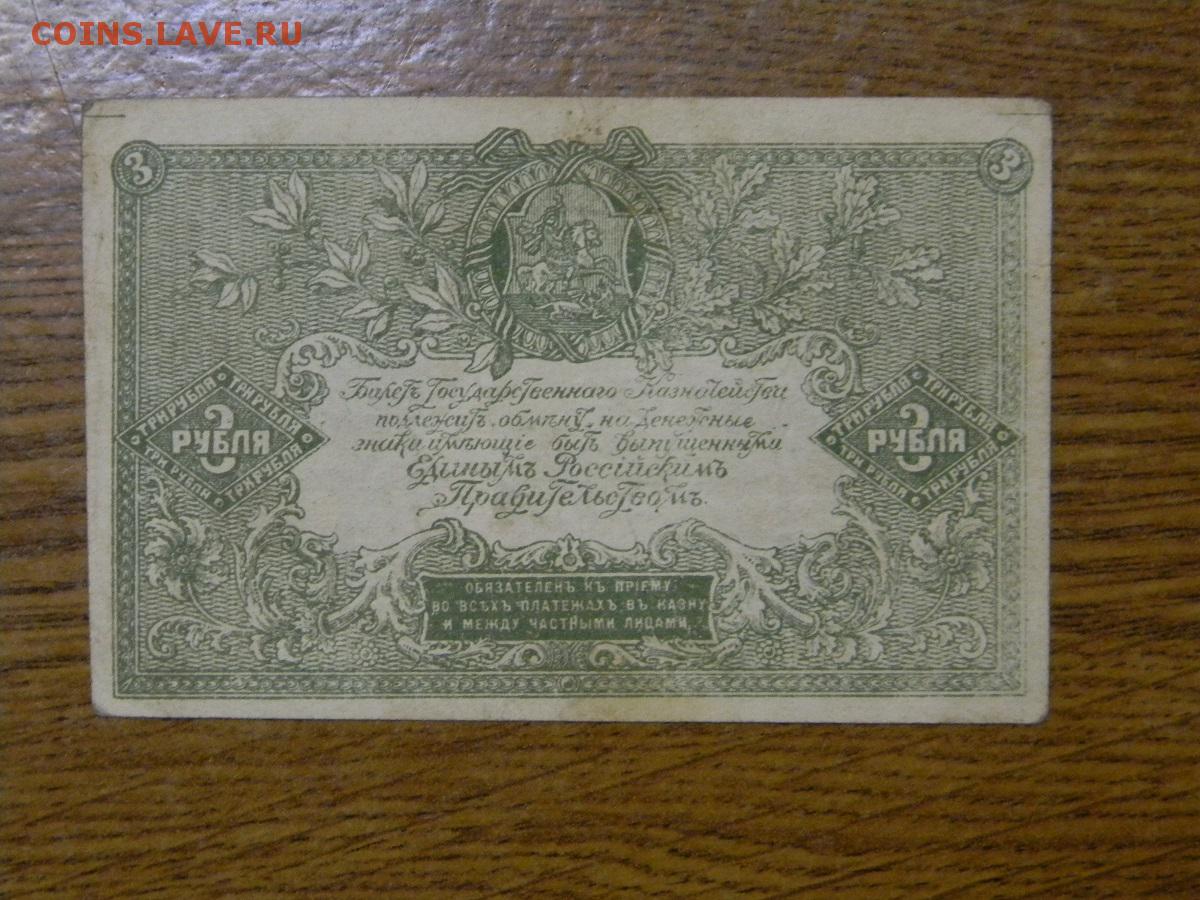 COINS.LAVE.RU
3
3
Билетъ Государственнаго Казначейства
подлежитъ обмѣну на денежные
знаки имѣющіе быть выпущенными
Единымъ Россійскимъ
Правительствомъ.
ТРИ РУБЛЯ ТРИ РУБЛЯ
3
РУБЛЯ
ТРИ РУБЛЯ ТРИ РУБЛЯ
ТРИ РУБЛЯ ТРИ РУБЛЯ
3
РУБЛЯ
ТРИ РУБЛЯ ТРИ РУБЛЯ
ОБЯЗАТЕЛЕНЪ КЪ ПРІЕМУ
ВО ВСѢХЪ ПЛАТЕЖАХЪ ВЪ КАЗНУ
И МЕЖДУ ЧАСТНЫМИ ЛИЦАМИ.